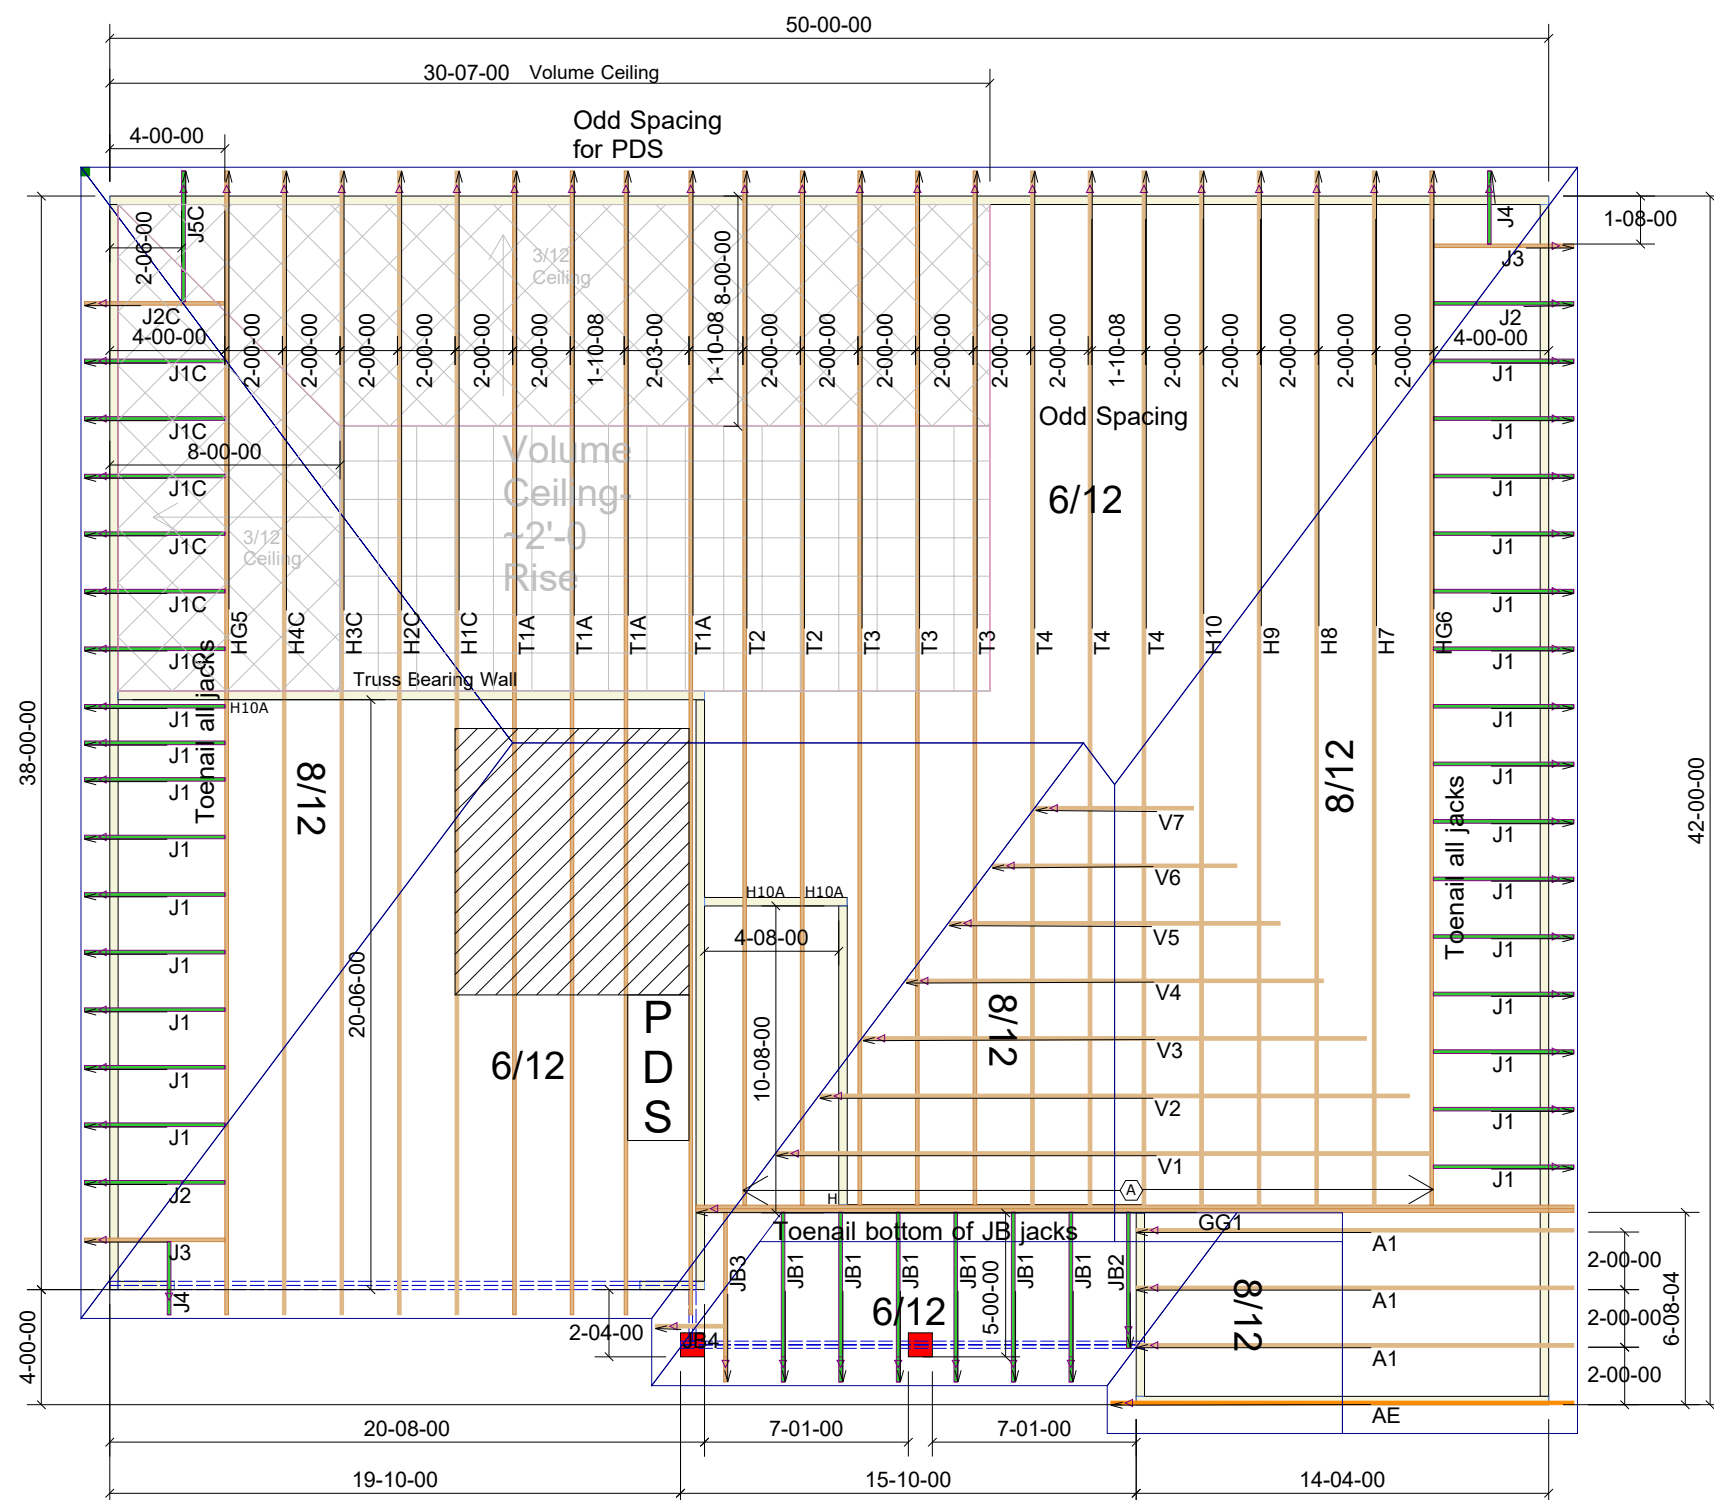 50-00-00
30-07-00 Volume Ceiling
Odd Spacing
for PDS
4-00-00
2-06-00
J5C
3/12
Ceiling
8-00-00
J4
1-08-00
J3
J2C
J2
4-00-00
2-00-00
2-00-00
2-00-00
2-00-00
2-00-00
2-00-00
1-10-08
2-03-00
1-10-08
2-00-00
2-00-00
2-00-00
2-00-00
2-00-00
2-00-00
1-10-08
2-00-00
2-00-00
2-00-00
2-00-00
2-00-00
4-00-00
J1C
J1
Odd Spacing
J1C
J1
8-00-00
Volume
Ceiling-
~2'-0
Rise
6/12
J1C
J1
3/12
Ceiling
J1C
J1
J1C
J1
HG5
H4C
H3C
H2C
H1C
T1A
T1A
T1A
T1A
T2
T2
T3
T3
T3
T4
T4
T4
H10
H9
H8
H7
HG6
J1C
J1
Toenail all jacks
Truss Bearing Wall
H10A
J1
J1
J1
J1
38-00-00
8/12
8/12
J1
42-00-00
V7
J1
J1
Toenail all jacks
V6
J1
J1
H10A H10A
4-08-00
V5
J1
J1
20-06-00
V4
J1
J1
P
D
S
6/12
10-08-00
8/12
V3
J1
J1
V2
J1
J1
V1
J1
J2
H
A
Toenail bottom of JB jacks
GG1
A1
J3
JB3
JB1
JB1
JB1
JB1
JB1
JB1
JB2
2-00-00
J4
6/12
5-00-00
8/12
A1
2-00-00
6-08-04
2-04-00
JB4
A1
4-00-00
2-00-00
AE
20-08-00
7-01-00
7-01-00
19-10-00
15-10-00
14-04-00